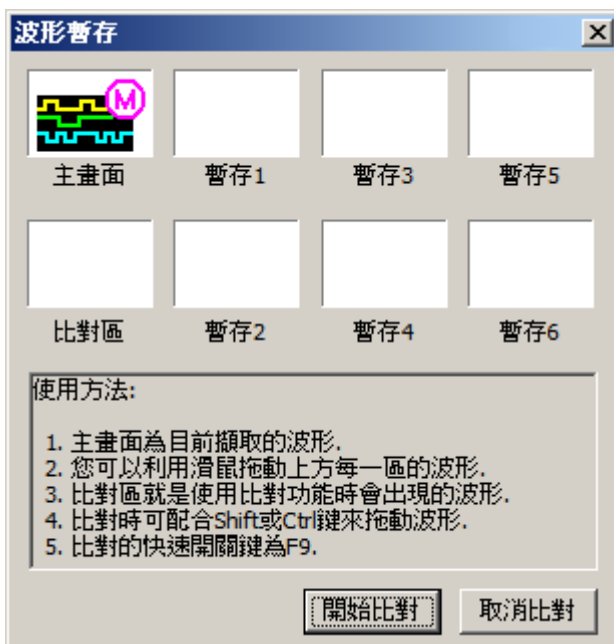 波形暫存
M
主畫面 暫存1 暫存3 暫存5
比對區 暫存2 暫存4 暫存6
使用方法:
1. 主畫面為目前擷取的波形.
2. 您可以利用滑鼠拖動上方每一區的波形.
3. 比對區就是使用比對功能時會出現的波形.
4. 比對時可配合Shift或Ctrl鍵來拖動波形.
5. 比對的快速開關鍵為F9.
開始比對 取消比對